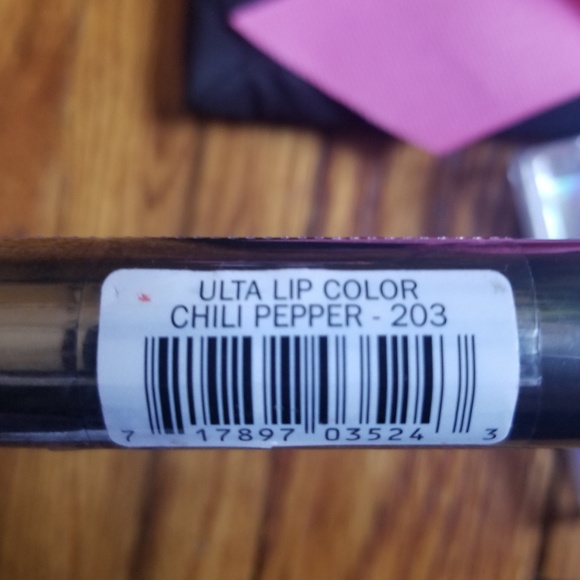 ULTA LIP COLOR
CHILI PEPPER - 203
7 17897 03524 3